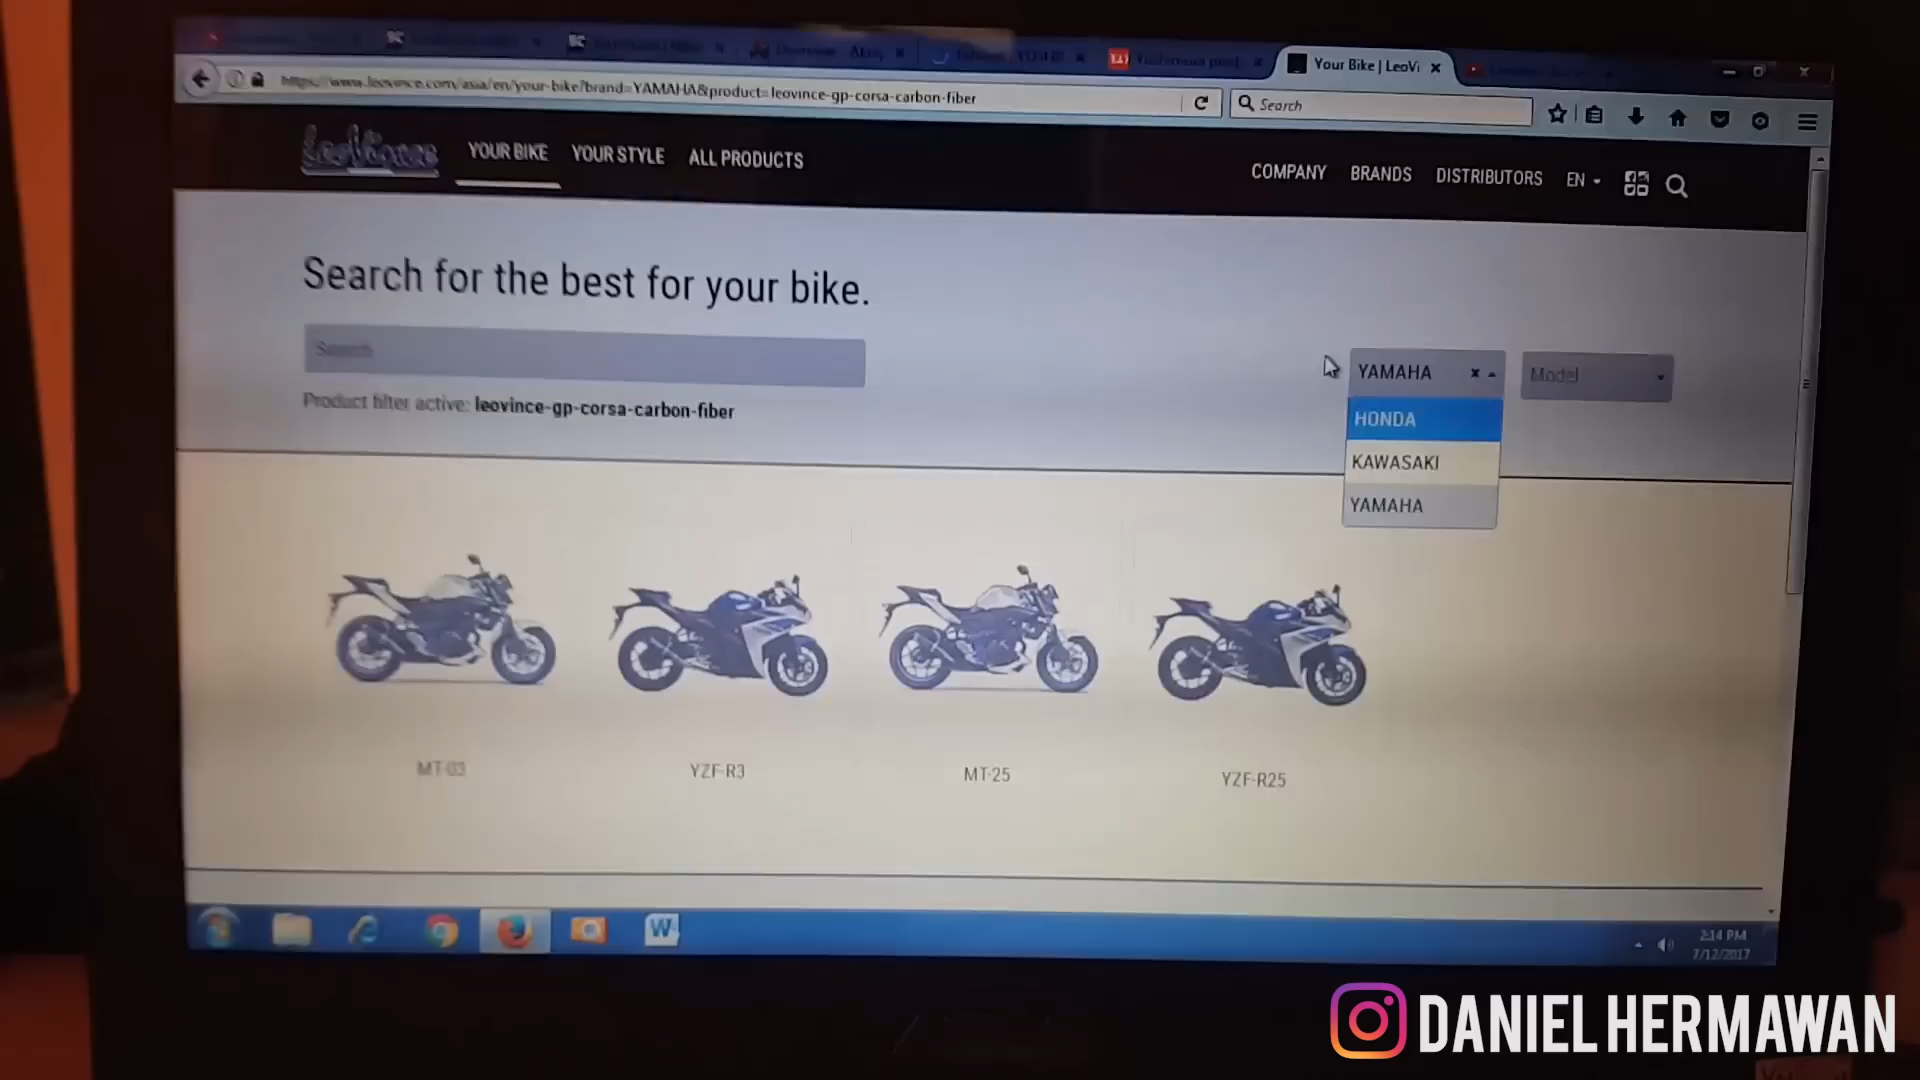 Your Bike | LeoVi
https://www.leovince.com/asia/en/your-bike?brand=YAMAHA&product=leovince-gp-corsa-carbon-fiber
Search
LeoVince
YOUR BIKE
YOUR STYLE
ALL PRODUCTS
COMPANY
BRANDS
DISTRIBUTORS
EN
Search for the best for your bike.
Search
Product filter active: leovince-gp-corsa-carbon-fiber
YAMAHA
Model
HONDA
KAWASAKI
YAMAHA
MT-03
YZF-R3
MT-25
YZF-R25
2:14 PM
7/12/2017
DANIEL HERMAWAN